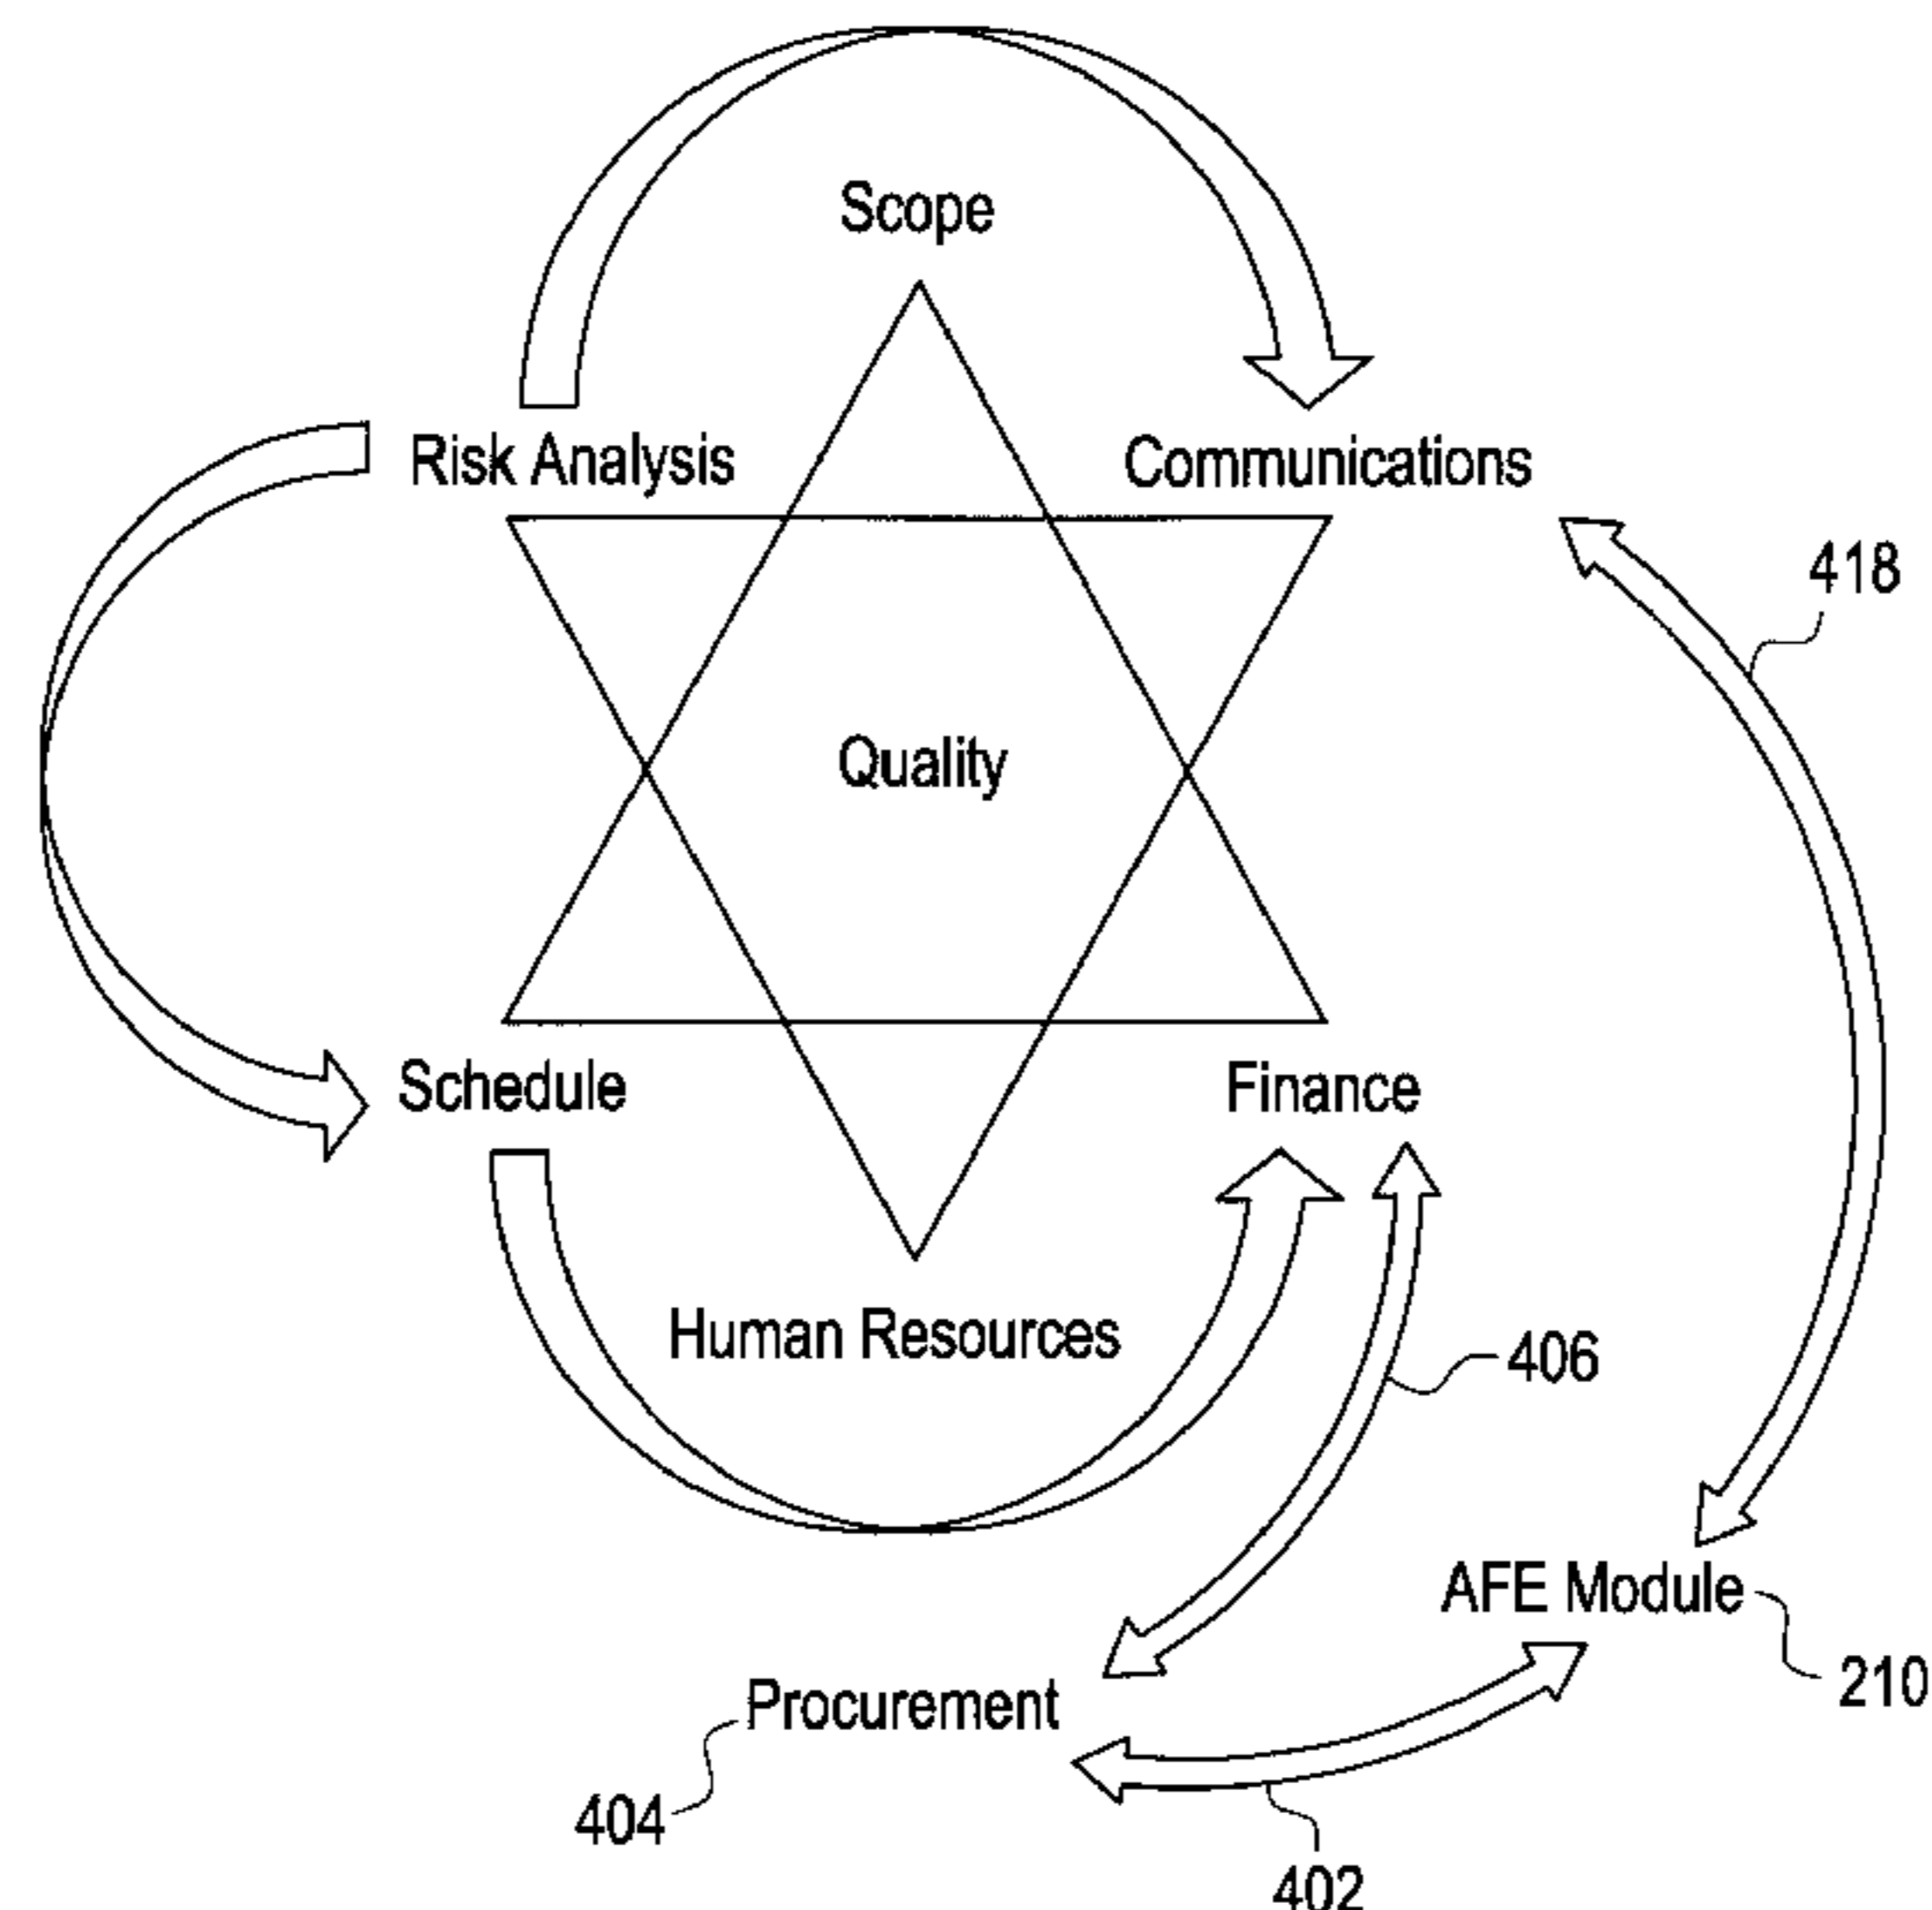 Scope
Risk Analysis
Communications
418
Quality
Schedule
Finance
Human Resources
406
AFE Module
210
Procurement
404
402